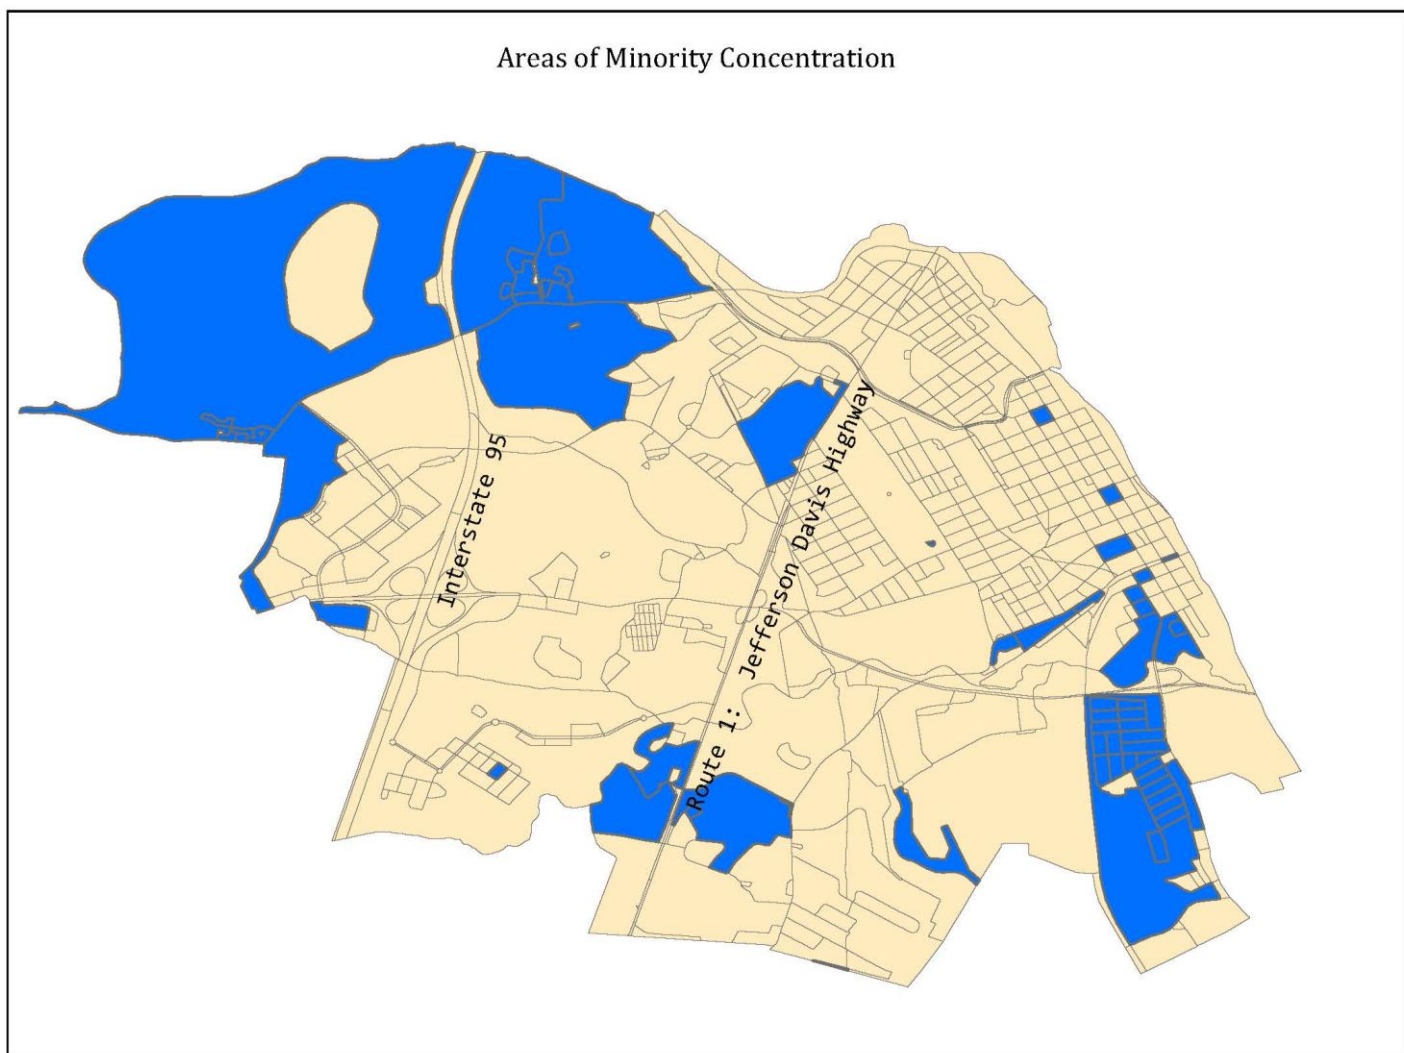 Areas of Minority Concentration
Interstate 95
Route 1: Jefferson Davis Highway